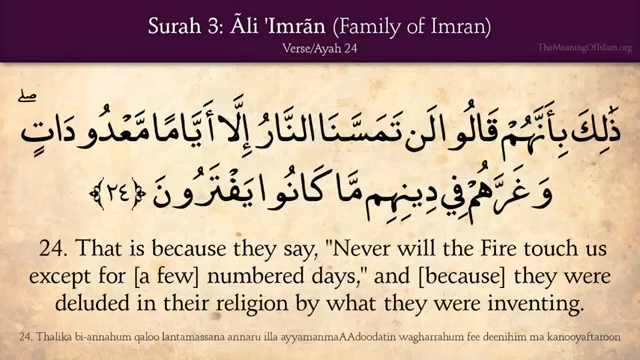 Surah 3: Ãli 'Imrãn (Family of Imran)
Verse/Ayah 24
TheMeaningOfIslam.org
ذَٰلِكَ بِأَنَّهُمْ قَالُوا لَن تَمَسَّنَا النَّارُ إِلَّا أَيَّامًا مَّعْدُودَاتٍ ۖ
وَغَرَّهُمْ فِي دِينِهِم مَّا كَانُوا يَفْتَرُونَ ﴿٢٤﴾
24. That is because they say, "Never will the Fire touch us
except for [a few] numbered days," and [because] they were
deluded in their religion by what they were inventing.
24. Thalika bi-annahum qaloo lantamassana annaru illa ayyamanmaAAdoodatin wagharrahum fee deenihim ma kanooyaftaroon